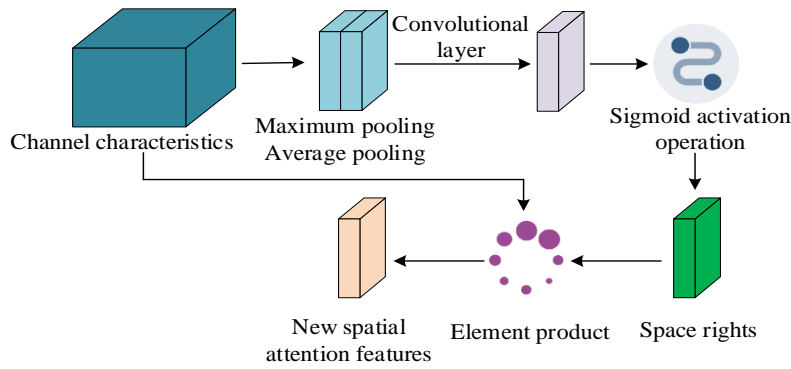 Convolutional
layer
Channel characteristics
Maximum pooling
Average pooling
Sigmoid activation
operation
New spatial
attention features
Element product
Space rights